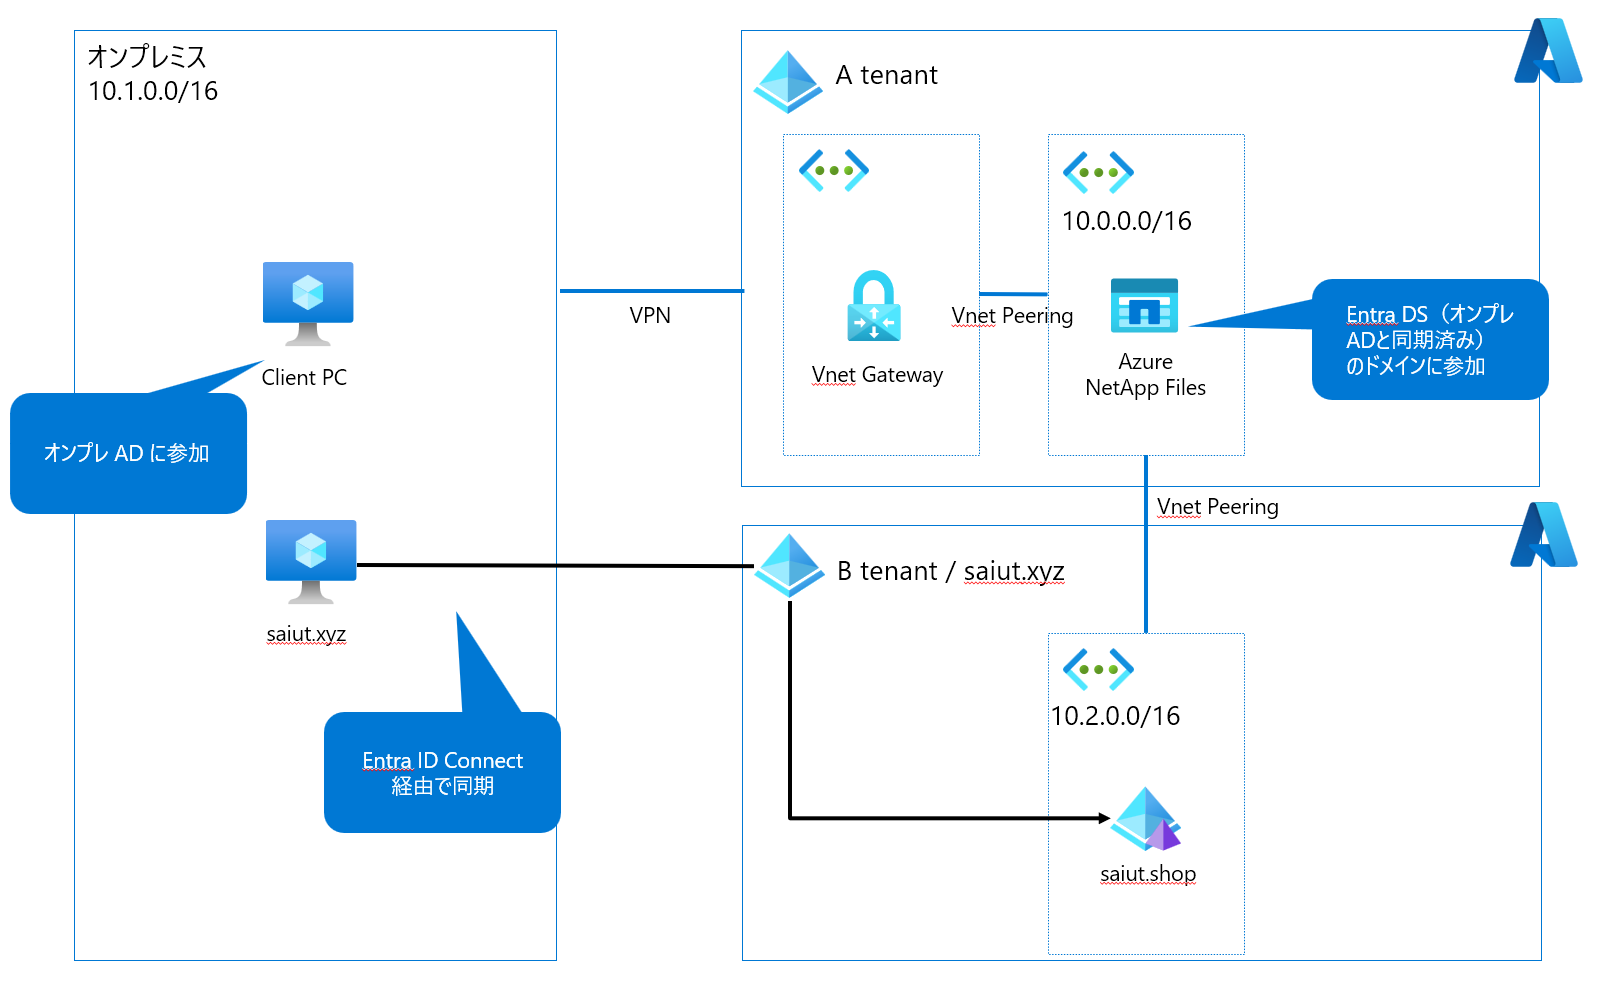 オンプレミス
10.1.0.0/16
Client PC
オンプレ AD に参加
saiut.xyz
Entra ID Connect
経由で同期
VPN
A tenant
Vnet Gateway
Vnet Peering
10.0.0.0/16
Azure
NetApp Files
Entra DS（オンプレ
ADと同期済み）
のドメインに参加
Vnet Peering
B tenant / saiut.xyz
10.2.0.0/16
saiut.shop